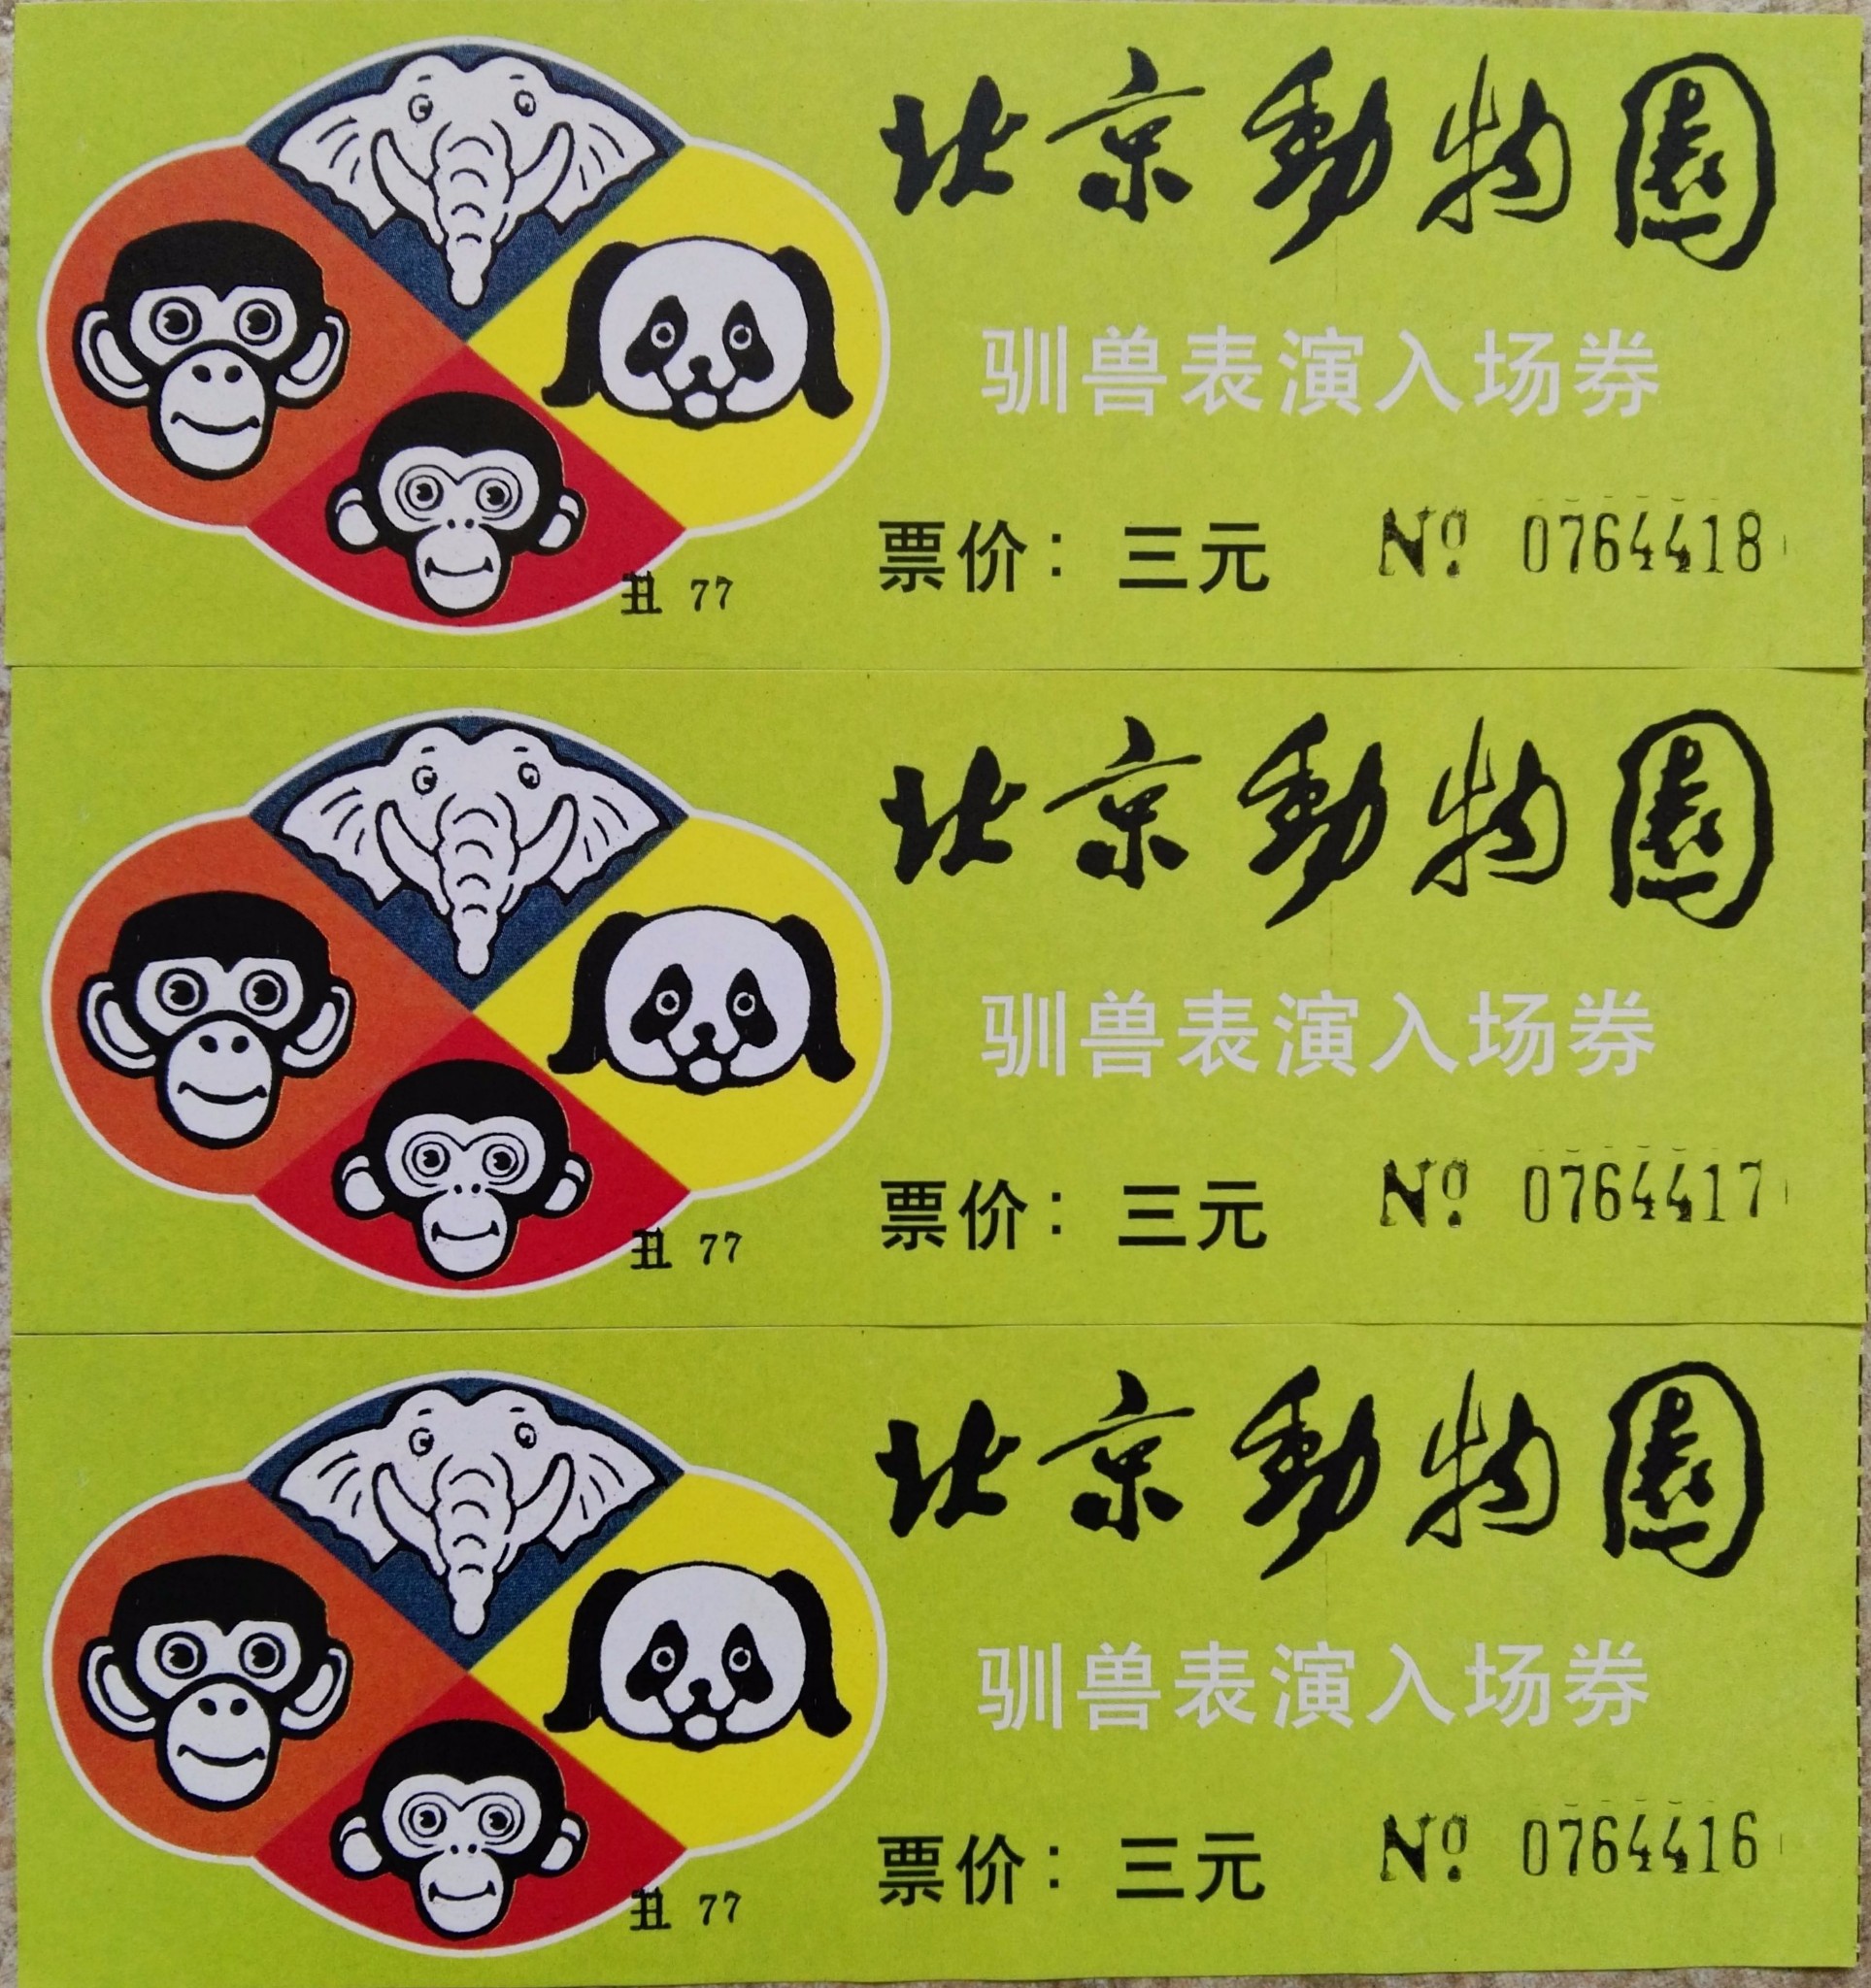 北京動物園
驯兽表演入场券
票价：三元 Nº 0764418
丑 77
北京動物園
驯兽表演入场券
票价：三元 Nº 0764417
丑 77
北京動物園
驯兽表演入场券
票价：三元 Nº 0764416
丑 77